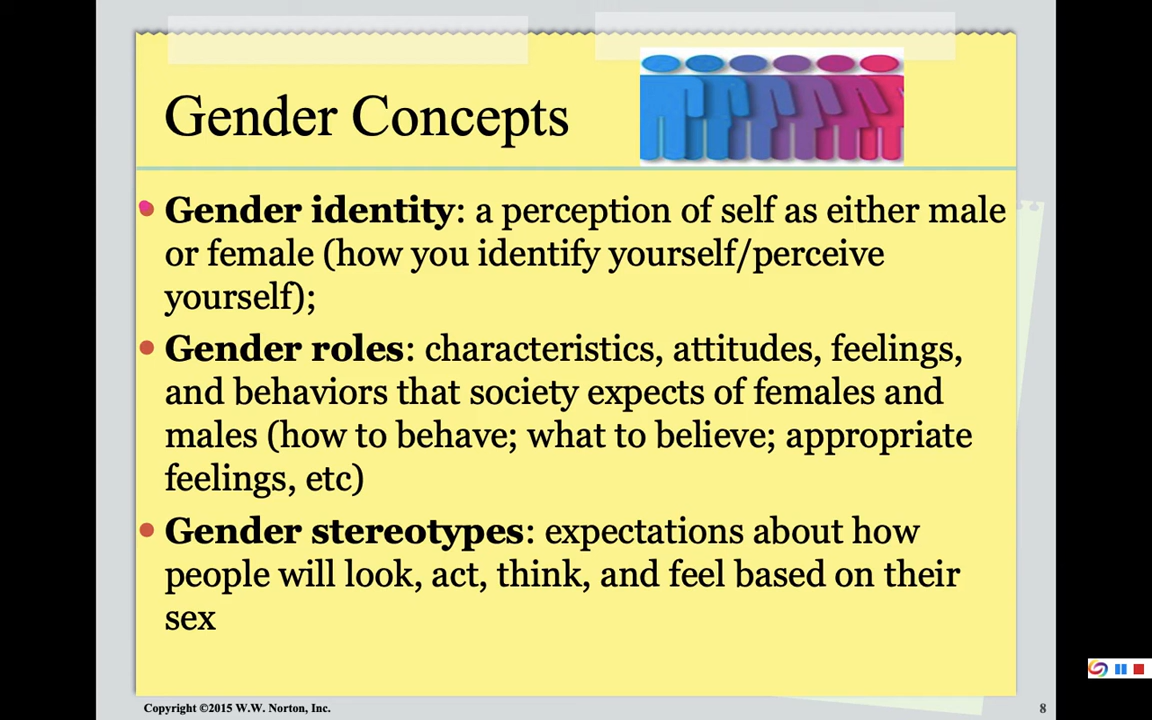 Gender Concepts
Gender identity: a perception of self as either male
or female (how you identify yourself/perceive
yourself);
Gender roles: characteristics, attitudes, feelings,
and behaviors that society expects of females and
males (how to behave; what to believe; appropriate
feelings, etc)
Gender stereotypes: expectations about how
people will look, act, think, and feel based on their
sex
Copyright ©2015 W.W. Norton, Inc.
8